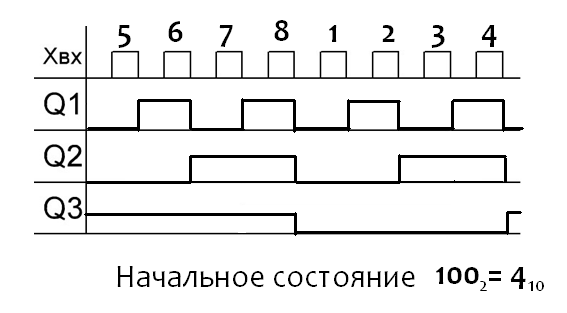 5 6 7 8 1 2 3 4
Xвх
Q1
Q2
Q3
Начальное состояние 100₂= 4₁₀